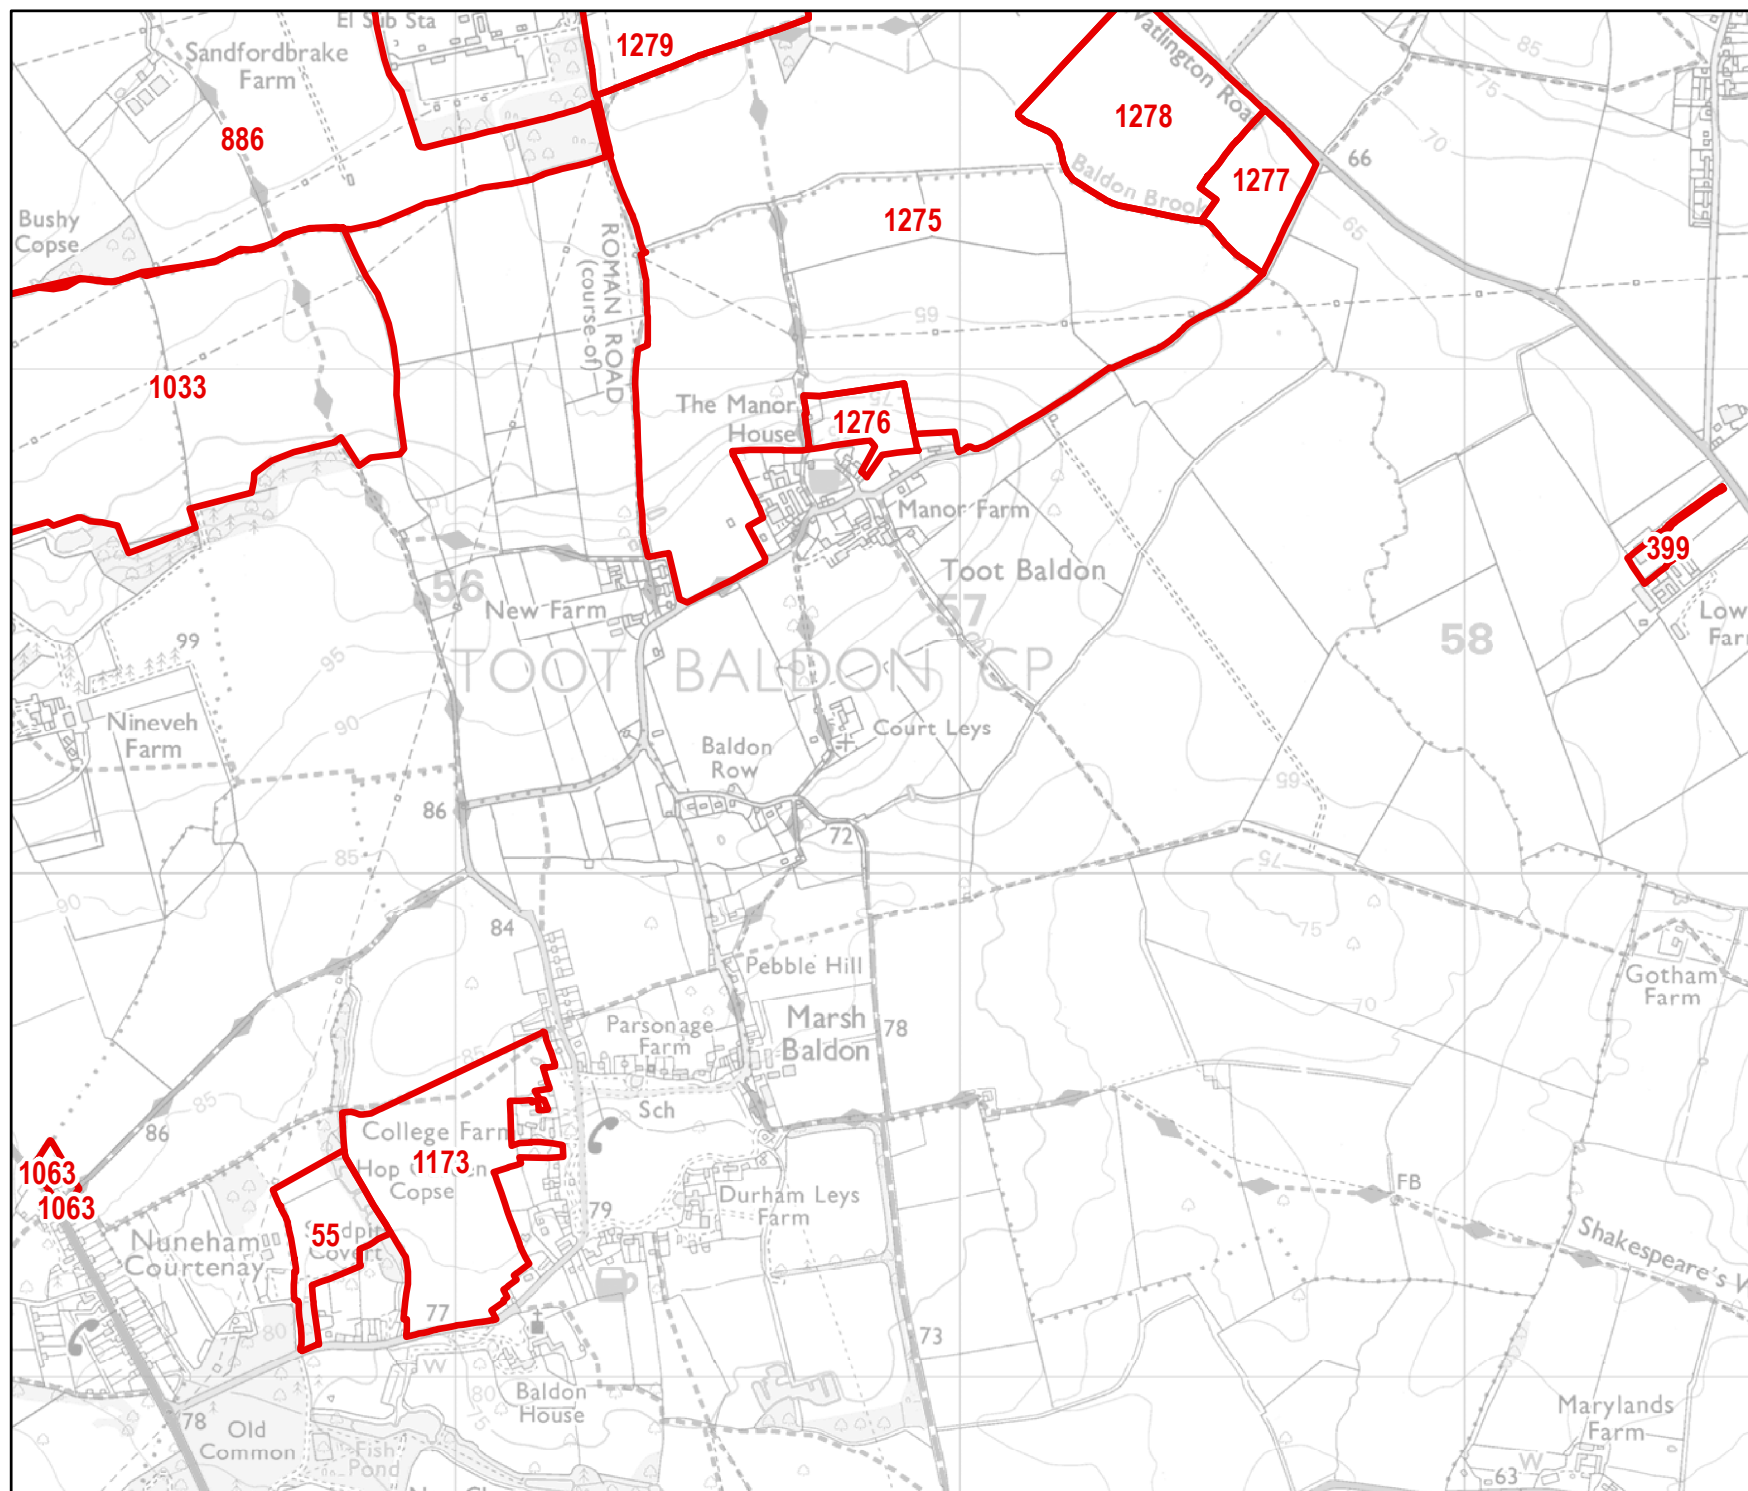 El Sub Sta
Sandfordbrake
Farm
1279
886
Watlington Road
85
75
70
1278
66
1277
Baldon Brook
1275
65
Bushy
Copse
ROMAN ROAD
(course of)
65
1033
75
The Manor
House
1276
Manor Farm
399
Toot Baldon
56
57
58
New Farm
TOOT BALDON CP
99
95
90
Nineveh
Farm
Court Leys
Baldon
Row
65
86
72
85
75
90
84
75
Pebble Hill
Gotham
Farm
70
Marsh
Baldon
78
Parsonage
Farm
85
85
Sch
86
College Farm
1173
Copse
1063
1063
Durham Leys
Farm
FB
79
55
Covert
Nuneham
Courtenay
Shakespeare's
77
80
73
W
80
Baldon
House
78
Old
Common
Fish
Pond
Marylands
Farm
W
63